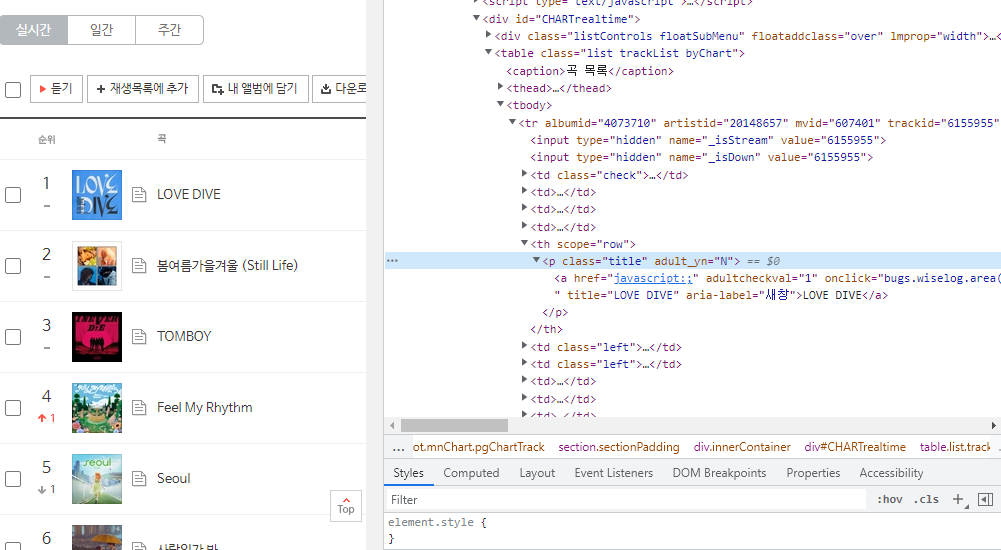 실시간 일간 주간
듣기 재생목록에 추가 내 앨범에 담기 다운로
순위 곡
1 LOVE DIVE
2 봄여름가을겨울 (Still Life)
3 TOMBOY
4 Feel My Rhythm
1
5 Seoul
1
Top
6
<script type="text/javascript">…</script>
<div id="CHARTrealtime">
<div class="listControls floatSubMenu" floataddclass="over" lmprop="width">…<
<table class="list trackList byChart">
<caption>곡 목록</caption>
<thead>…</thead>
<tbody>
<tr albumid="4073710" artistid="20148657" mvid="607401" trackid="6155955"
<input type="hidden" name="_isStream" value="6155955">
<input type="hidden" name="_isDown" value="6155955">
<td class="check">…</td>
<td>…</td>
<td>…</td>
<td>…</td>
<th scope="row">
… <p class="title" adult_yn="N"> == $0
<a href="javascript:;" adultcheckval="1" onclick="bugs.wiselog.area(
" title="LOVE DIVE" aria-label="새창">LOVE DIVE</a>
</p>
</th>
<td class="left">…</td>
<td class="left">…</td>
<td>…</td>
<td>…</td>
<td>…</td>
… ot.mnChart.pgChartTrack section.sectionPadding div.innerContainer div#CHARTrealtime table.list.track
Styles Computed Layout Event Listeners DOM Breakpoints Properties Accessibility
Filter :hov .cls +
element.style {
}